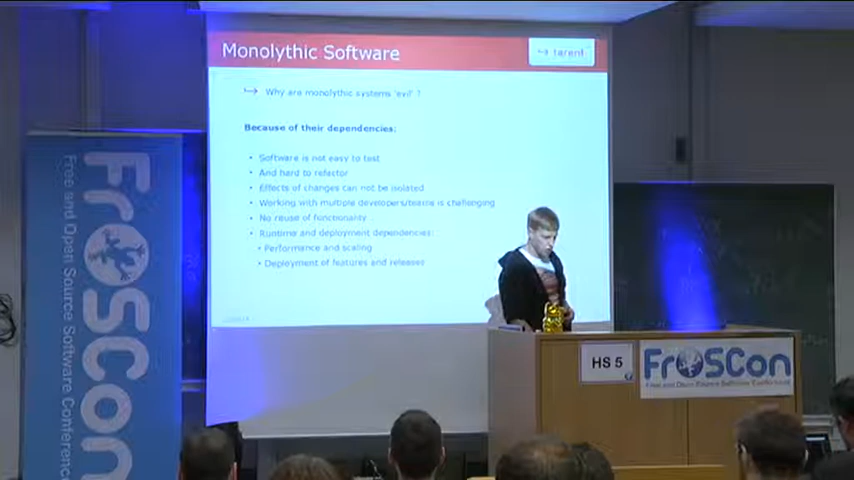 Monolythic Software
tarent
Why are monolythic systems 'evil' ?
Because of their dependencies:
• Software is not easy to test
• And hard to refactor
• Effects of changes can not be isolated
• Working with multiple developers/teams is challenging
• No reuse of functionality
• Runtime and deployment dependencies:
• Performance and scaling
• Deployment of features and releases
FrOSCon
Free and Open Source Software Conference
HS 5
FrOSCon
Free and Open Source Software Conference